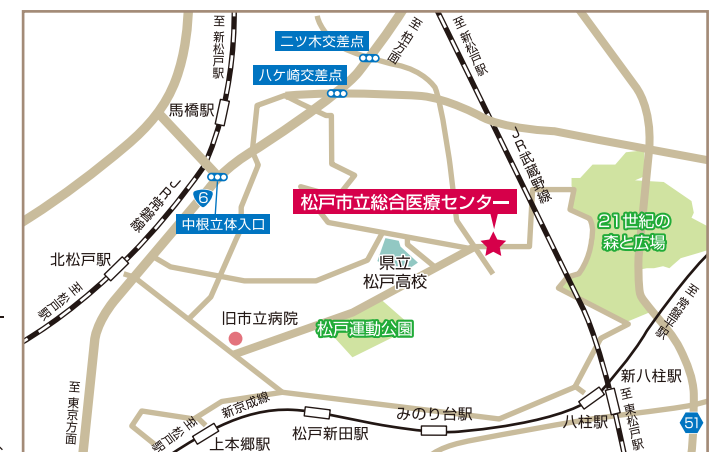 至 新松戸駅
二ツ木交差点
至 柏方面
至 新松戸駅
八ケ崎交差点
馬橋駅
JR武蔵野線
JR常磐線
6
松戸市立総合医療センター
中根立体入口
21世紀の
森と広場
北松戸駅
県立
松戸高校
至 松戸駅
至 常盤平駅
旧市立病院
松戸運動公園
新八柱駅
至 東京方面
新京成線
みのり台駅
八柱駅
至 東松戸駅
51
至 松戸駅
松戸新田駅
上本郷駅